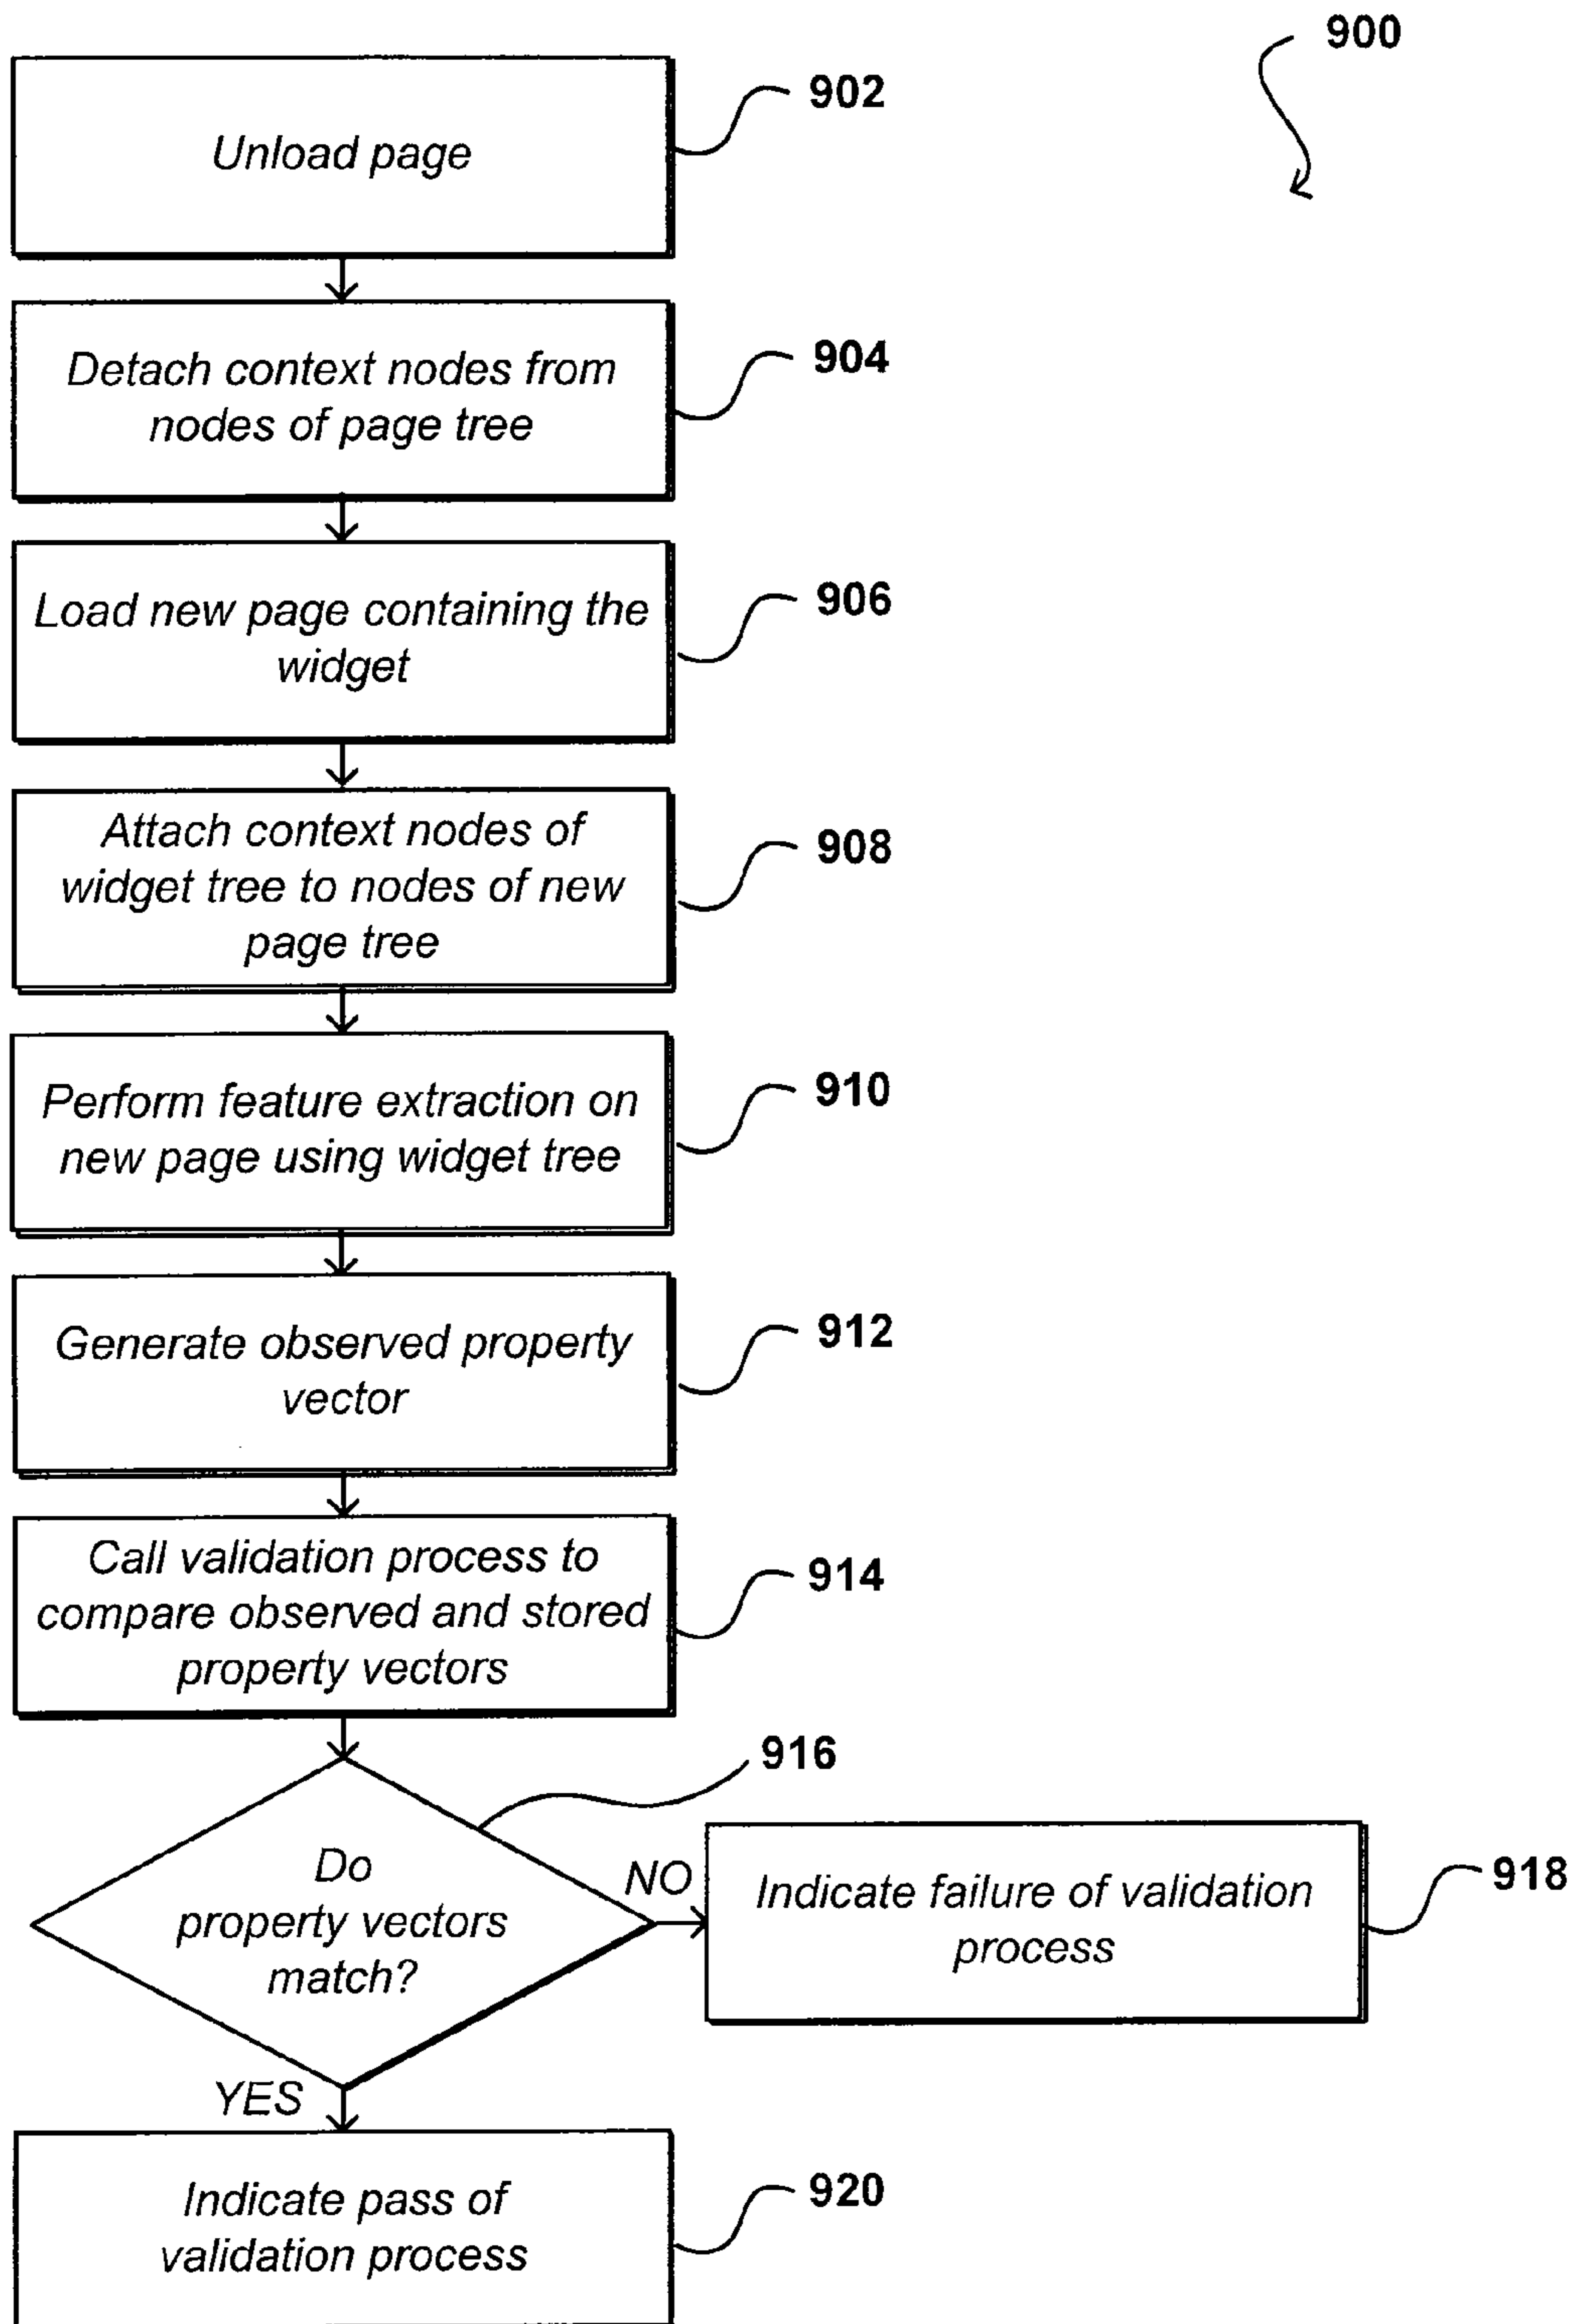 900
902
Unload page
904
Detach context nodes from
nodes of page tree
906
Load new page containing the
widget
908
Attach context nodes of
widget tree to nodes of new
page tree
910
Perform feature extraction on
new page using widget tree
912
Generate observed property
vector
914
Call validation process to
compare observed and stored
property vectors
916
Do
property vectors
match?
NO
918
Indicate failure of validation
process
YES
920
Indicate pass of
validation process